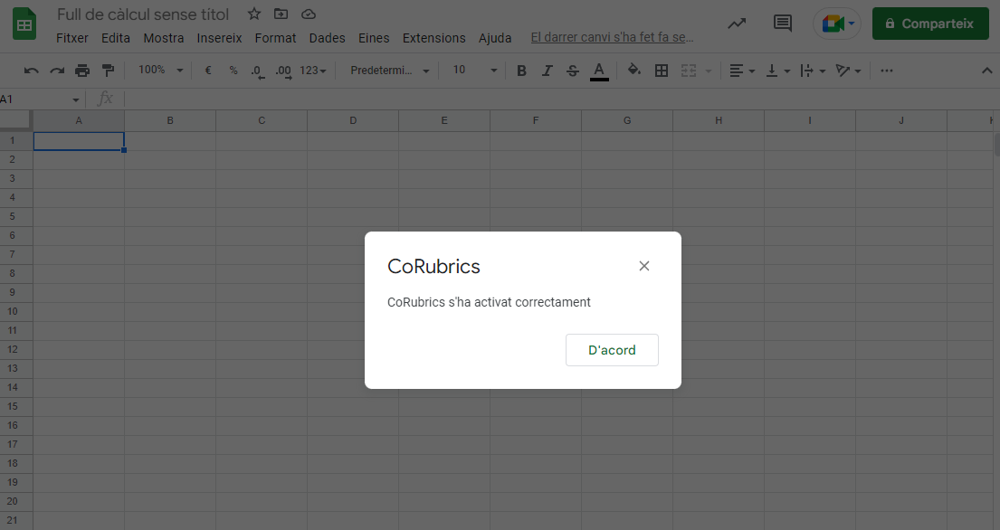 Full de càlcul sense títol
Fitxer Edita Mostra Insereix Format Dades Eines Extensions Ajuda El darrer canvi s'ha fet fa se…
Comparteix
100% € % .0 .00 123 Predetermi... 10 B I S A
A1 fx
A B C D E F G H I J
1
2
3
4
5
6
7
8
9
10
11
12
13
14
15
16
17
18
19
20
21
CoRubrics
CoRubrics s'ha activat correctament
D'acord